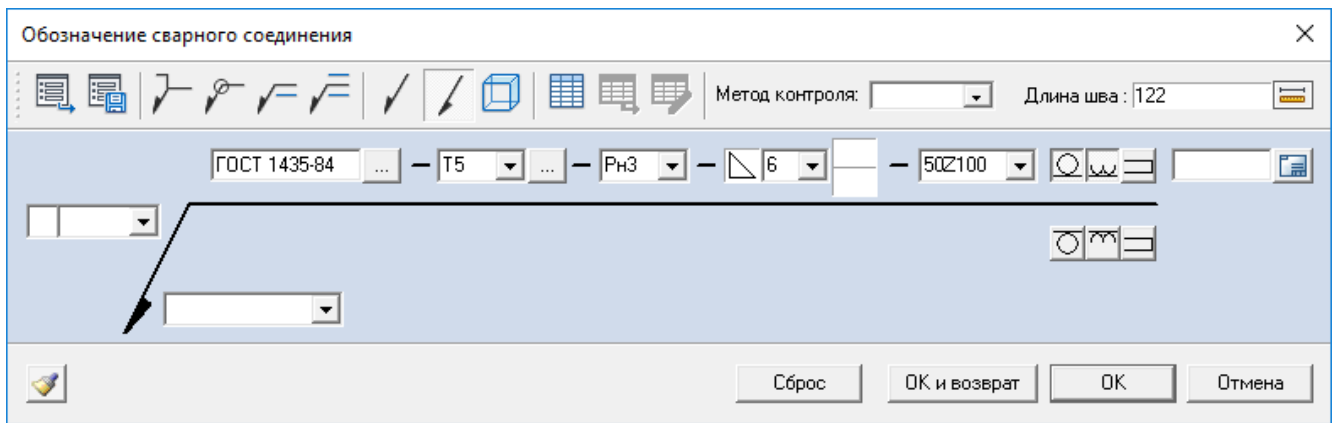 Обозначение сварного соединения
Метод контроля: Длина шва : 122
ГОСТ 1435-84 ... – Т5 ... – Рн3 – 6 – 50Z100
Сброс ОК и возврат ОК Отмена